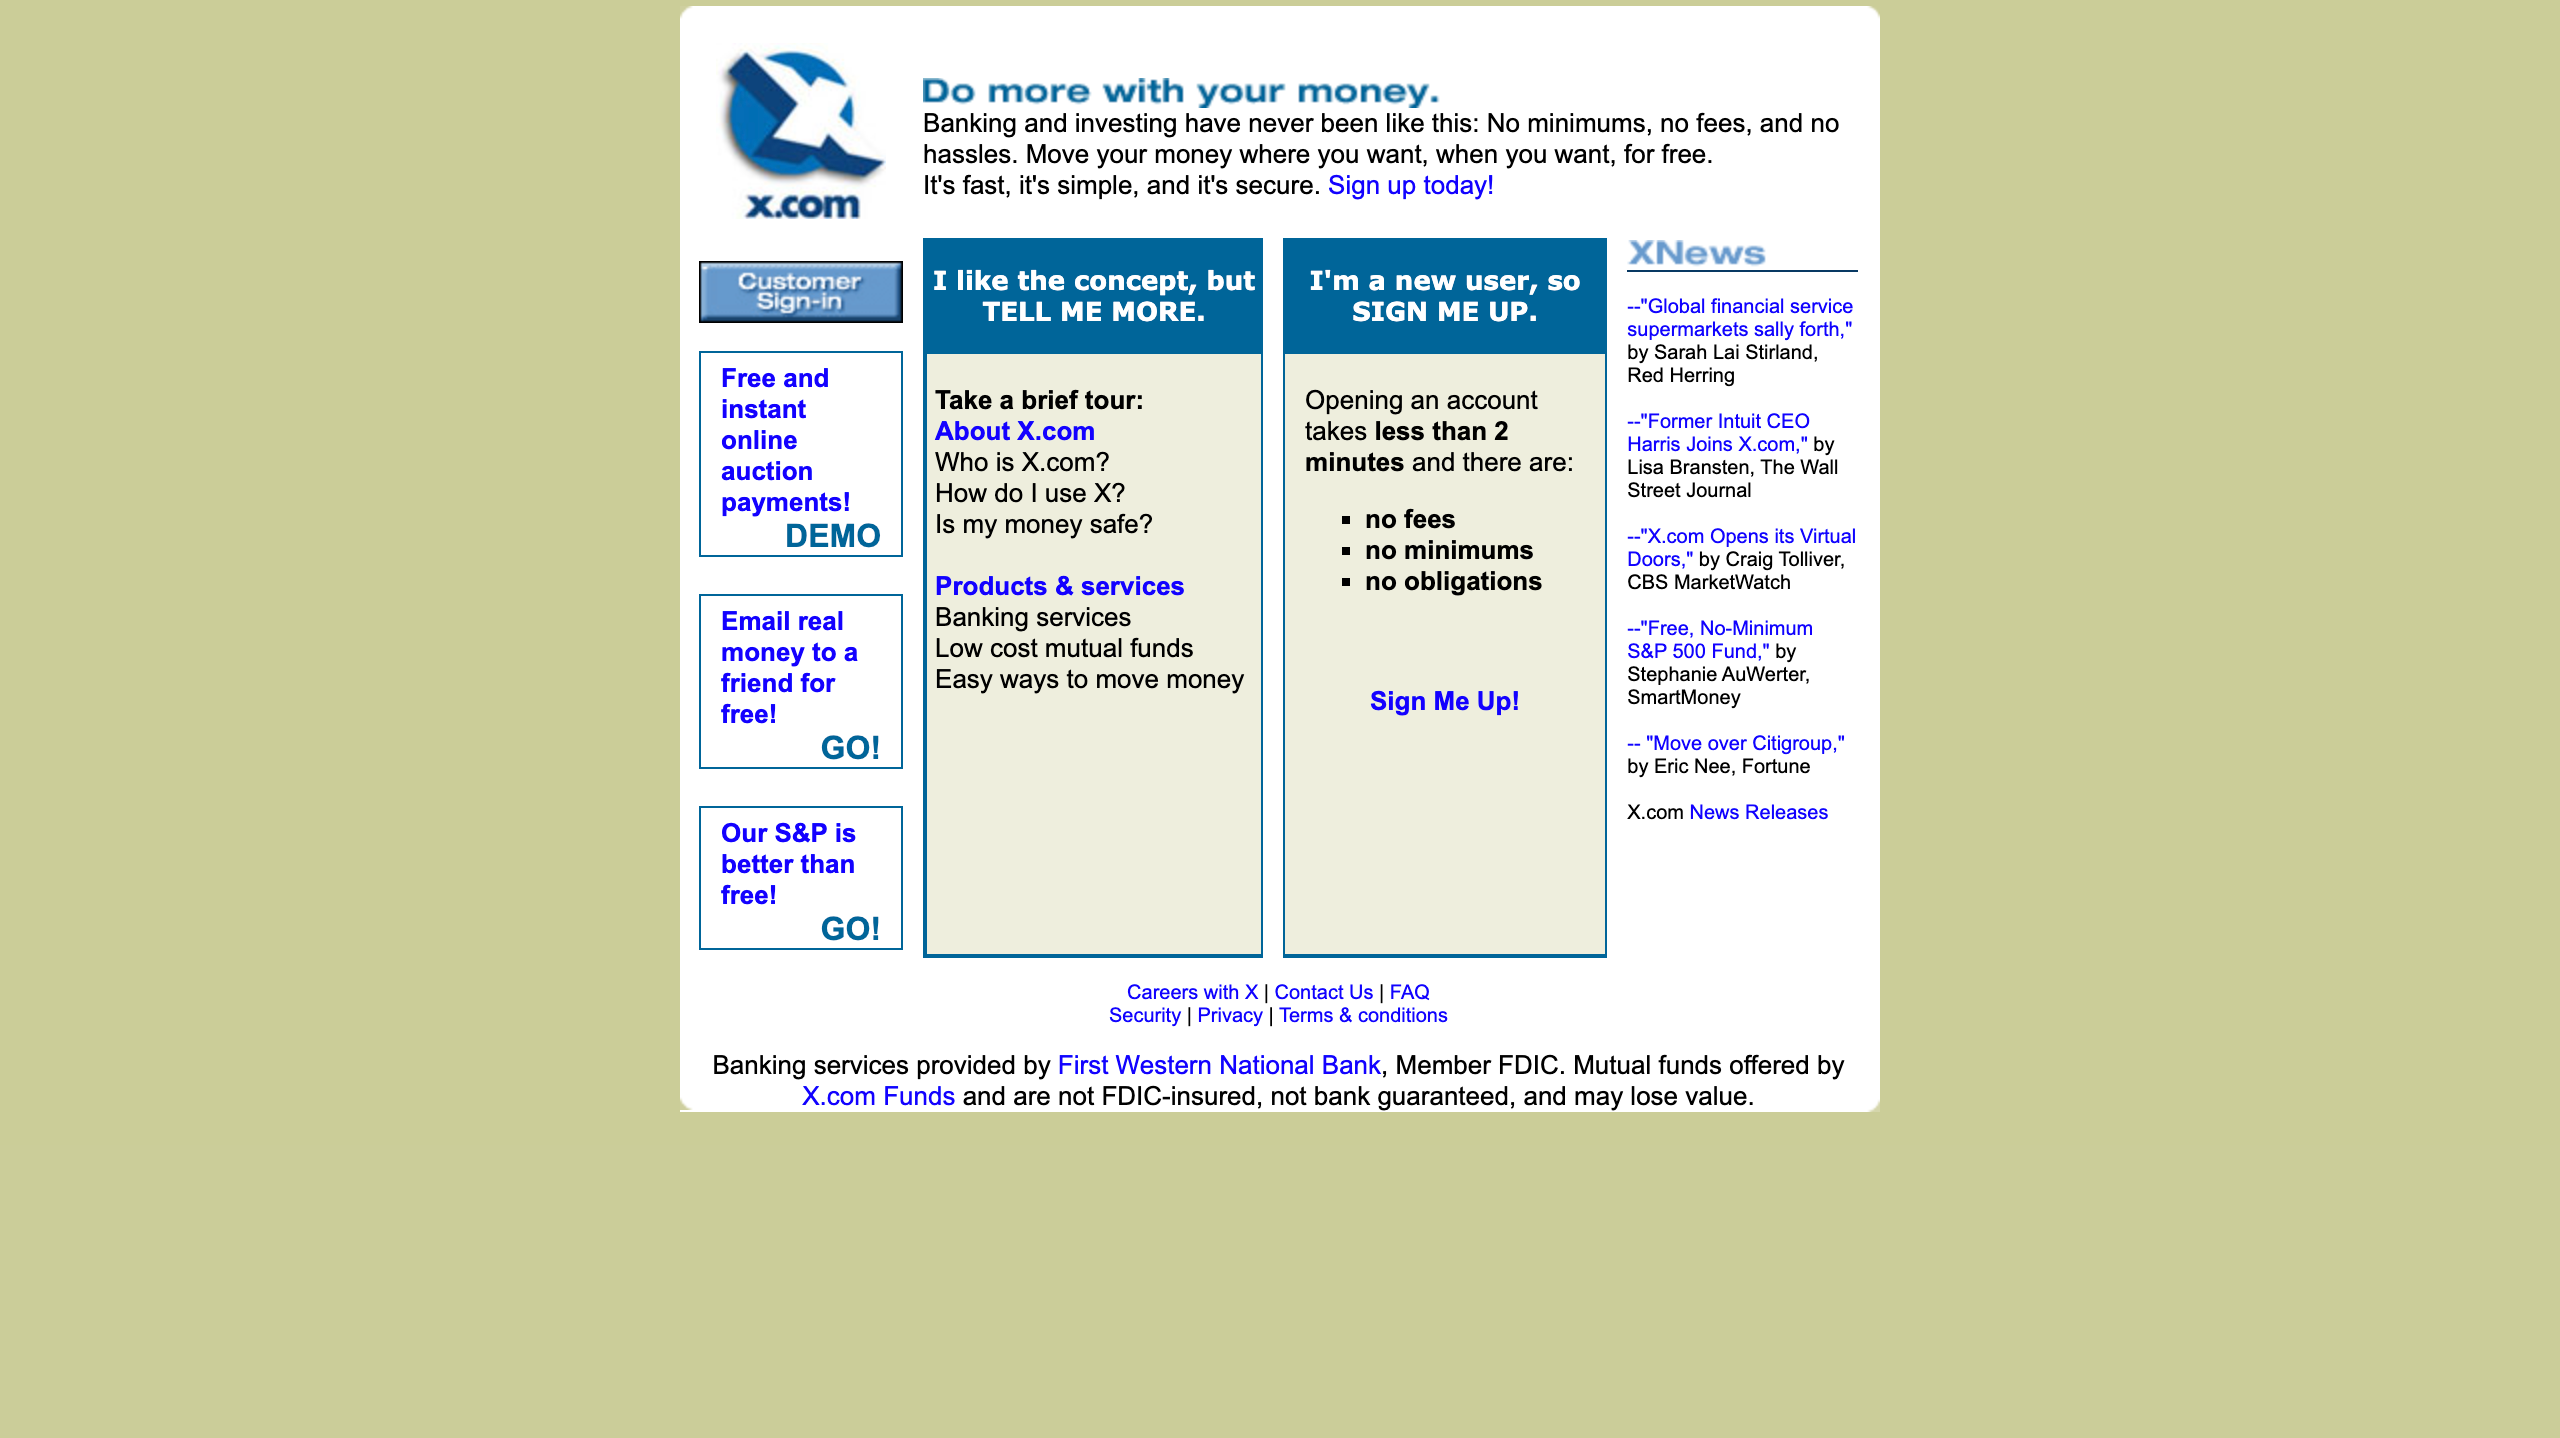 x.com
Do more with your money.
Banking and investing have never been like this: No minimums, no fees, and no
hassles. Move your money where you want, when you want, for free.
It's fast, it's simple, and it's secure. Sign up today!
Customer
Sign-in
Free and
instant
online
auction
payments!
DEMO
Email real
money to a
friend for
free!
GO!
Our S&P is
better than
free!
GO!
I like the concept, but
TELL ME MORE.
Take a brief tour:
About X.com
Who is X.com?
How do I use X?
Is my money safe?
Products & services
Banking services
Low cost mutual funds
Easy ways to move money
I'm a new user, so
SIGN ME UP.
Opening an account
takes less than 2
minutes and there are:
no fees
no minimums
no obligations
Sign Me Up!
XNews
--"Global financial service
supermarkets sally forth,"
by Sarah Lai Stirland,
Red Herring
--"Former Intuit CEO
Harris Joins X.com," by
Lisa Bransten, The Wall
Street Journal
--"X.com Opens its Virtual
Doors," by Craig Tolliver,
CBS MarketWatch
--"Free, No-Minimum
S&P 500 Fund," by
Stephanie AuWerter,
SmartMoney
-- "Move over Citigroup,"
by Eric Nee, Fortune
X.com News Releases
Careers with X | Contact Us | FAQ
Security | Privacy | Terms & conditions
Banking services provided by First Western National Bank, Member FDIC. Mutual funds offered by
X.com Funds and are not FDIC-insured, not bank guaranteed, and may lose value.